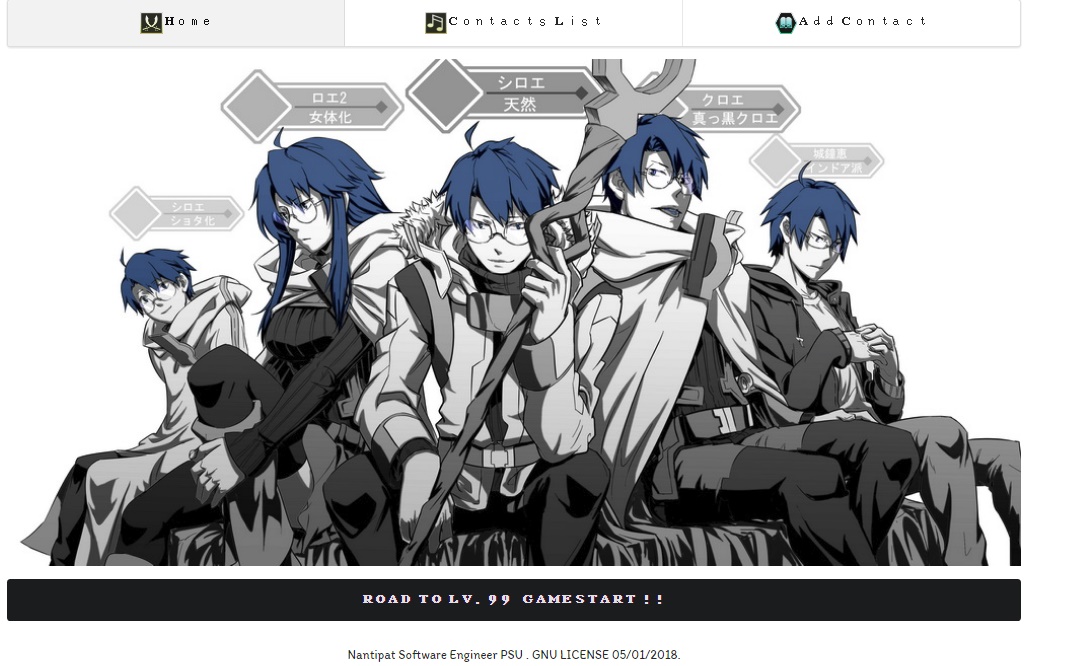 Home
Contacts List
Add Contact
シロエ
天然
ロエ2
女体化
クロエ
真っ黒クロエ
城鐘恵
インドア派
シロエ
ショタ化
ROAD TO LV. 99 GAMESTART !!
Nantipat Software Engineer PSU . GNU LICENSE 05/01/2018.